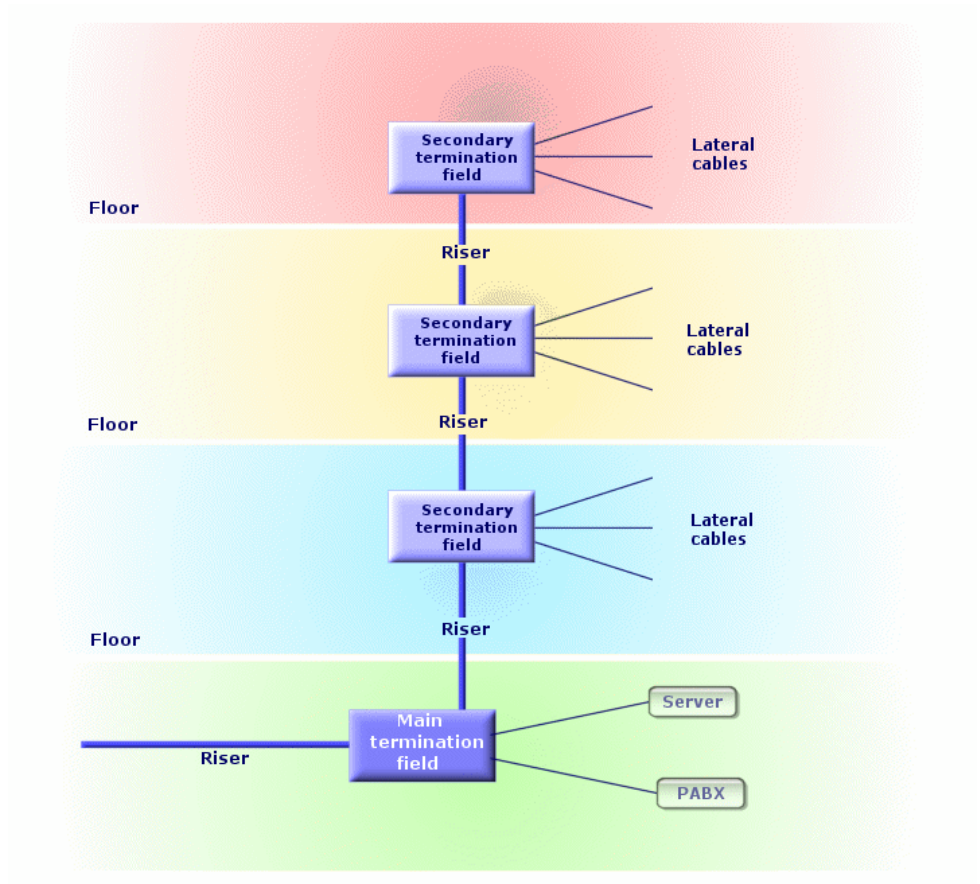 Secondary
termination
field
Lateral
cables
Floor
Riser
Secondary
termination
field
Lateral
cables
Riser
Floor
Secondary
termination
field
Lateral
cables
Riser
Floor
Server
Main
termination
field
Riser
PABX